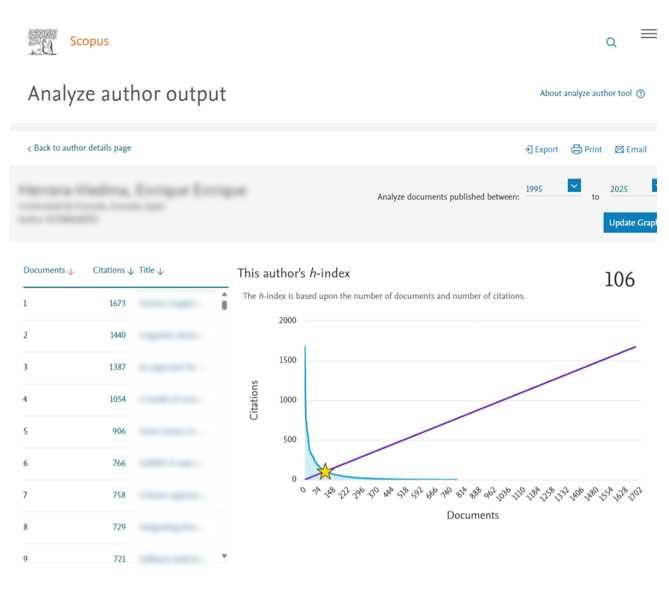 Scopus
Analyze author output
About analyze author tool
Back to author details page
Export
Print
Email
Analyze documents published between:
1995
to
2025
Update Grap
Documents
Citations
Title
1
1673
2
1440
3
1387
4
1054
5
906
6
766
7
758
8
729
9
721
This author's h-index
106
The h-index is based upon the number of documents and number of citations.
2000
1500
1000
500
0
Citations
0 74 148 222 296 370 444 518 592 666 740 814 888 962 1036 1110 1184 1258 1332 1406 1480 1554 1628 1702
Documents